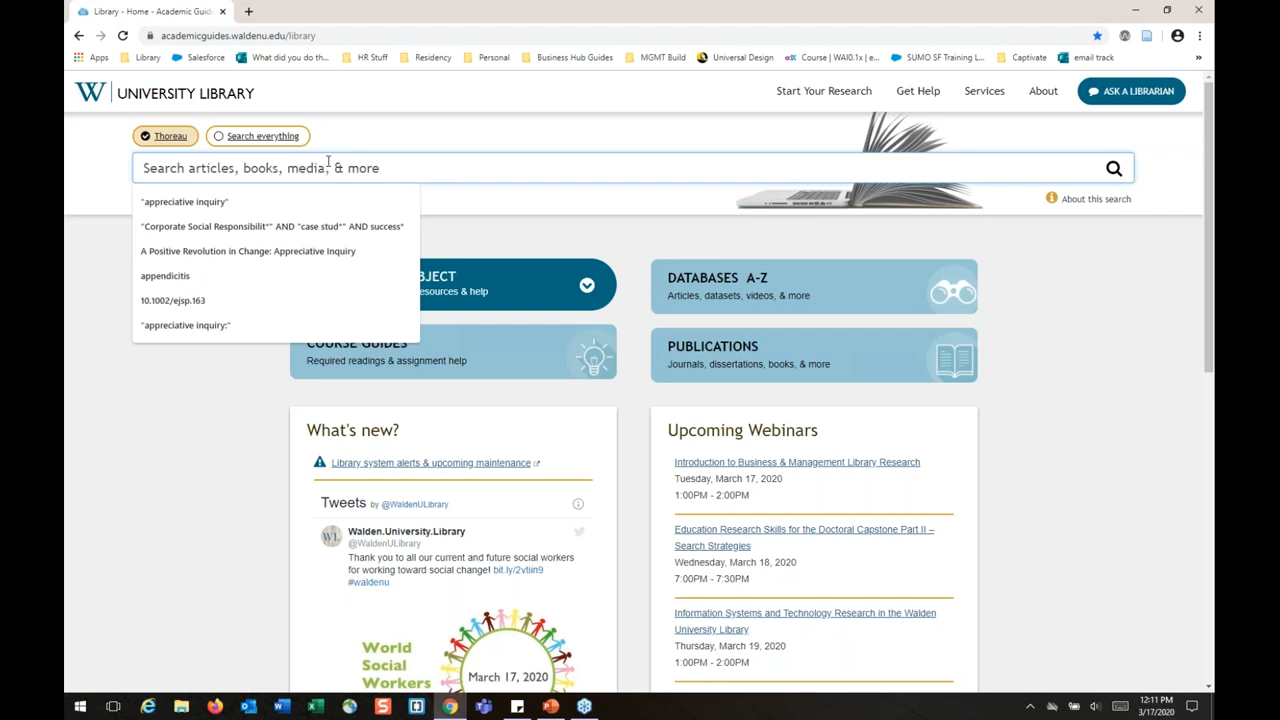 Library - Home - Academic Guid
academicguides.waldenu.edu/library
Apps
Library
Salesforce
What did you do th...
HR Stuff
Residency
Personal
Business Hub Guides
MGMT Build
Universal Design
Course | WAI0.1x | e...
SUMO SF Training L...
Captivate
email track
W UNIVERSITY LIBRARY
Start Your Research
Get Help
Services
About
ASK A LIBRARIAN
Thoreau
Search everything
Search articles, books, media, & more
About this search
"appreciative inquiry"
"Corporate Social Responsibilit*" AND "case stud*" AND success*
A Positive Revolution in Change: Appreciative Inquiry
appendicitis
10.1002/ejsp.163
"appreciative inquiry:"
BJECT
esources & help
DATABASES A-Z
Articles, datasets, videos, & more
COURSE GUIDES
Required readings & assignment help
PUBLICATIONS
Journals, dissertations, books, & more
What's new?
Library system alerts & upcoming maintenance
Tweets by @WaldenULibrary
Walden.University.Library
@WaldenULibrary
Thank you to all our current and future social workers
for working toward social change! bit.ly/2vtiin9
#waldenu
World
Social
Workers
March 17, 2020
Upcoming Webinars
Introduction to Business & Management Library Research
Tuesday, March 17, 2020
1:00PM - 2:00PM
Education Research Skills for the Doctoral Capstone Part II –
Search Strategies
Wednesday, March 18, 2020
7:00PM - 7:30PM
Information Systems and Technology Research in the Walden
University Library
Thursday, March 19, 2020
1:00PM - 2:00PM
12:11 PM
3/17/2020